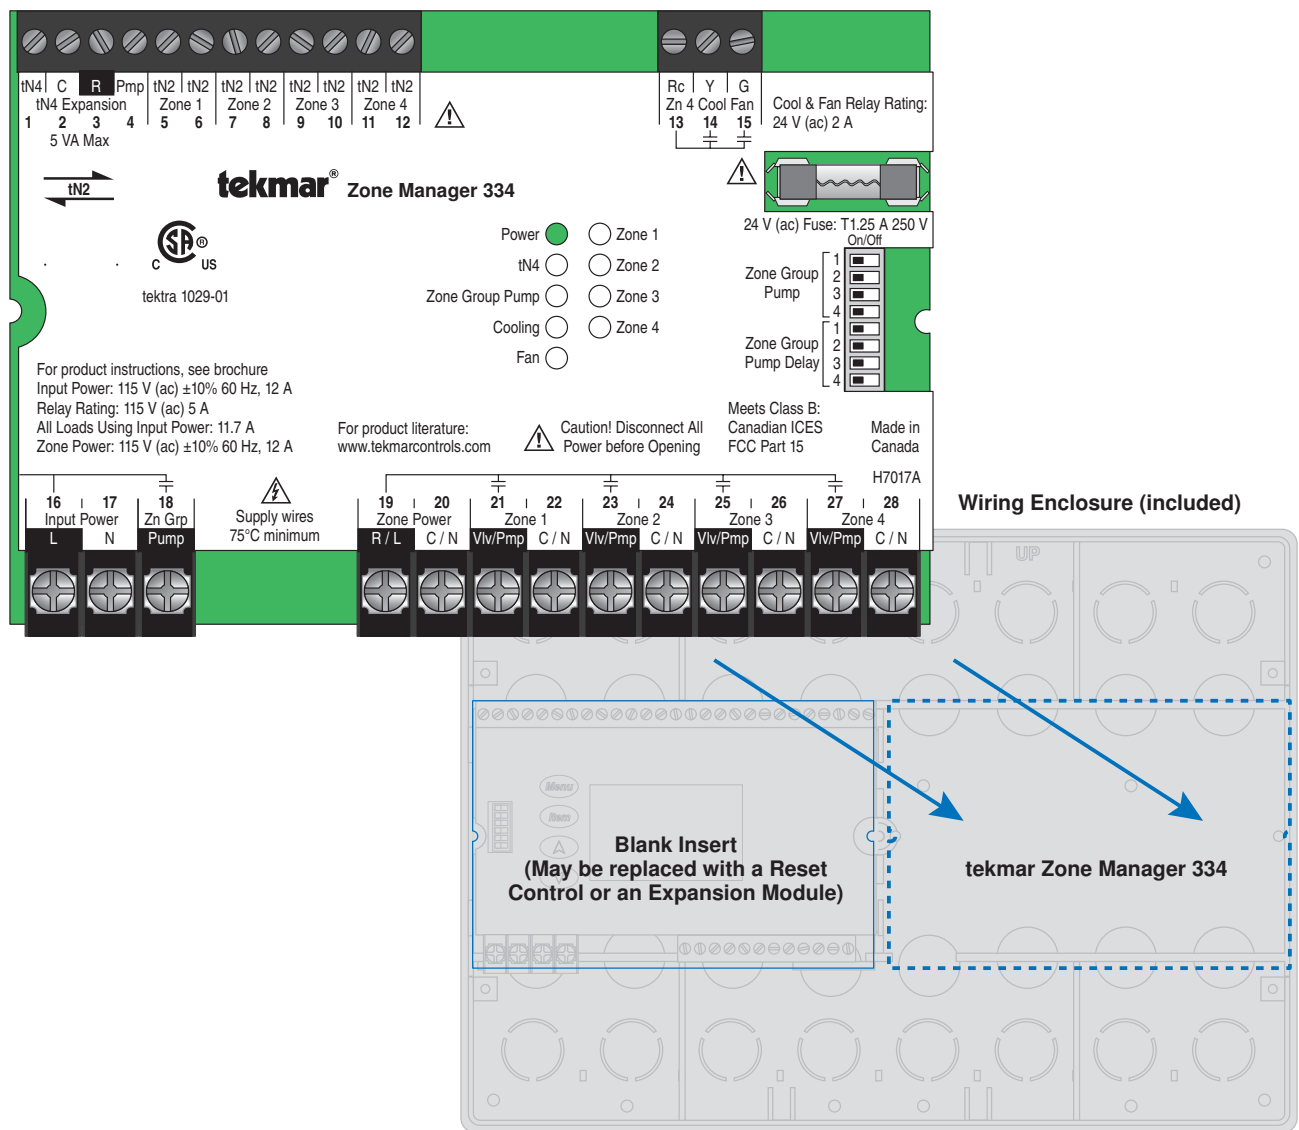 tN4 C R Pmp tN2 tN2 tN2 tN2 tN2 tN2 tN2 tN2
tN4 Expansion Zone 1 Zone 2 Zone 3 Zone 4
1 2 3 4 5 6 7 8 9 10 11 12
5 VA Max
Rc Y G
Zn 4 Cool Fan
13 14 15
Cool & Fan Relay Rating:
24 V (ac) 2 A
tN2
tekmar® Zone Manager 334
24 V (ac) Fuse: T1.25 A 250 V
On/Off
SA ®
C US
tektra 1029-01
Power
tN4
Zone Group Pump
Cooling
Fan
Zone 1
Zone 2
Zone 3
Zone 4
Zone Group
Pump
1
2
3
4
Zone Group
Pump Delay
1
2
3
4
For product instructions, see brochure
Input Power: 115 V (ac) ±10% 60 Hz, 12 A
Relay Rating: 115 V (ac) 5 A
All Loads Using Input Power: 11.7 A
Zone Power: 115 V (ac) ±10% 60 Hz, 12 A
For product literature:
www.tekmarcontrols.com
Caution! Disconnect All
Power before Opening
Meets Class B:
Canadian ICES
FCC Part 15
Made in
Canada
H7017A
16 17 18
Input Power Zn Grp
L N Pump
Supply wires
75°C minimum
19 20 21 22 23 24 25 26 27 28
Zone Power Zone 1 Zone 2 Zone 3 Zone 4
R / L C / N Vlv/Pmp C / N Vlv/Pmp C / N Vlv/Pmp C / N Vlv/Pmp C / N
Wiring Enclosure (included)
UP
Menu
Item
Blank Insert
(May be replaced with a Reset
Control or an Expansion Module)
tekmar Zone Manager 334